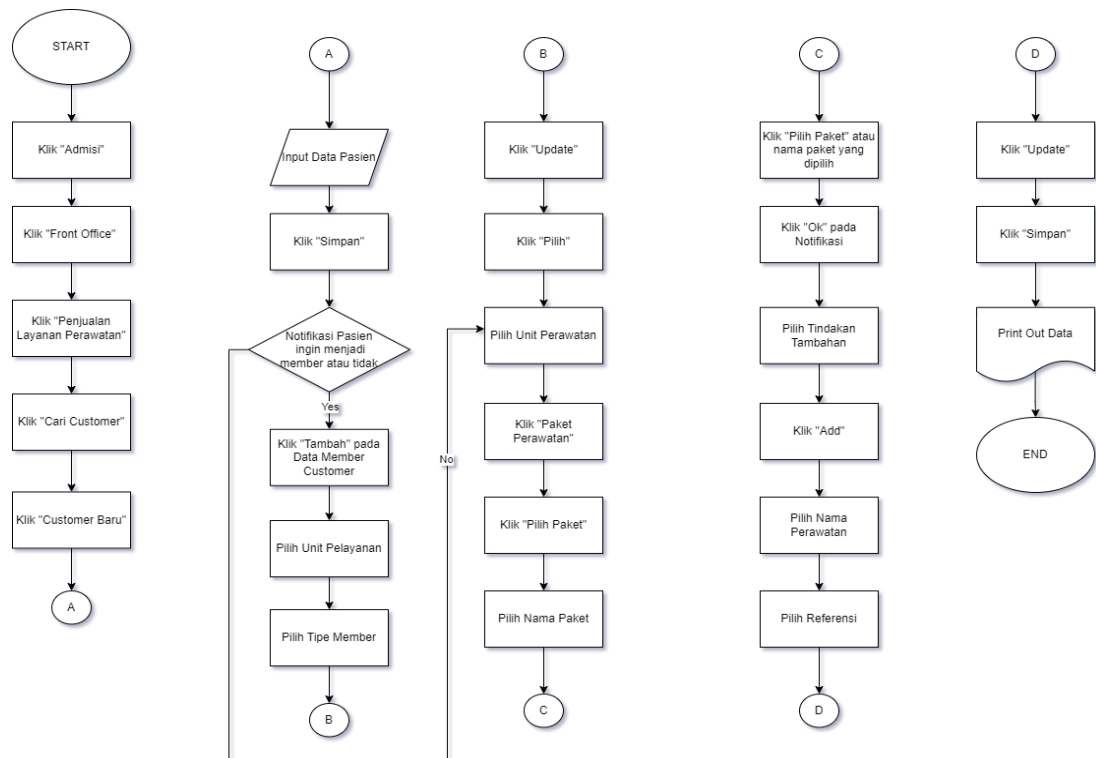 START
Klik "Admisi"
Klik "Front Office"
Klik "Penjualan
Layanan Perawatan"
Klik "Cari Customer"
Klik "Customer Baru"
A
A
Input Data Pasien
Klik "Simpan"
Notifikasi Pasien
ingin menjadi
member atau tidak
Yes
Klik "Tambah" pada
Data Member
Customer
Pilih Unit Pelayanan
Pilih Tipe Member
B
No
B
Klik "Update"
Klik "Pilih"
Pilih Unit Perawatan
Klik "Paket
Perawatan"
Klik "Pilih Paket"
Pilih Nama Paket
C
C
Klik "Pilih Paket" atau
nama paket yang
dipilih
Klik "Ok" pada
Notifikasi
Pilih Tindakan
Tambahan
Klik "Add"
Pilih Nama
Perawatan
Pilih Referensi
D
D
Klik "Update"
Klik "Simpan"
Print Out Data
END